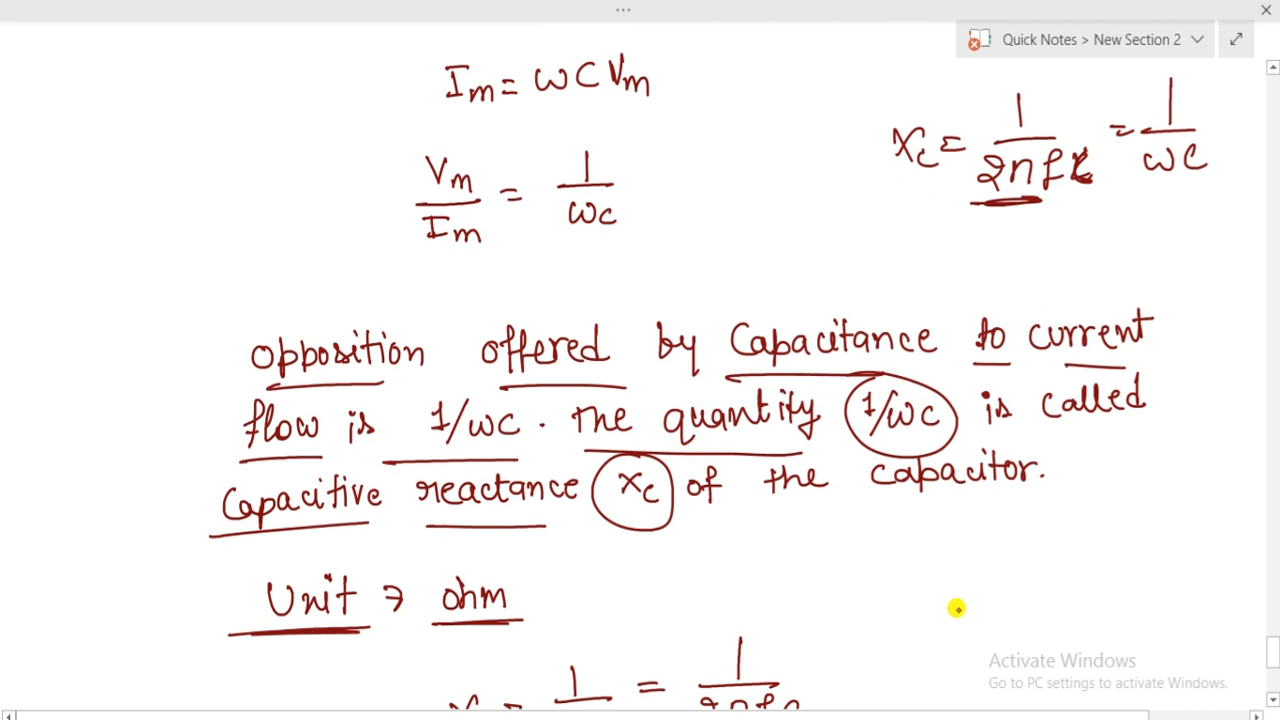 ...
Quick Notes > New Section 2
Im = ωCVm
Xc = 1/2πfC = 1/ωC
Vm/Im = 1/ωc
opposition offered by Capacitance to current
flow is 1/ωC. The quantity 1/ωC is called
Capacitive reactance Xc of the capacitor.
Unit → ohm
1 = 1
Activate Windows
Go to PC settings to activate Windows.